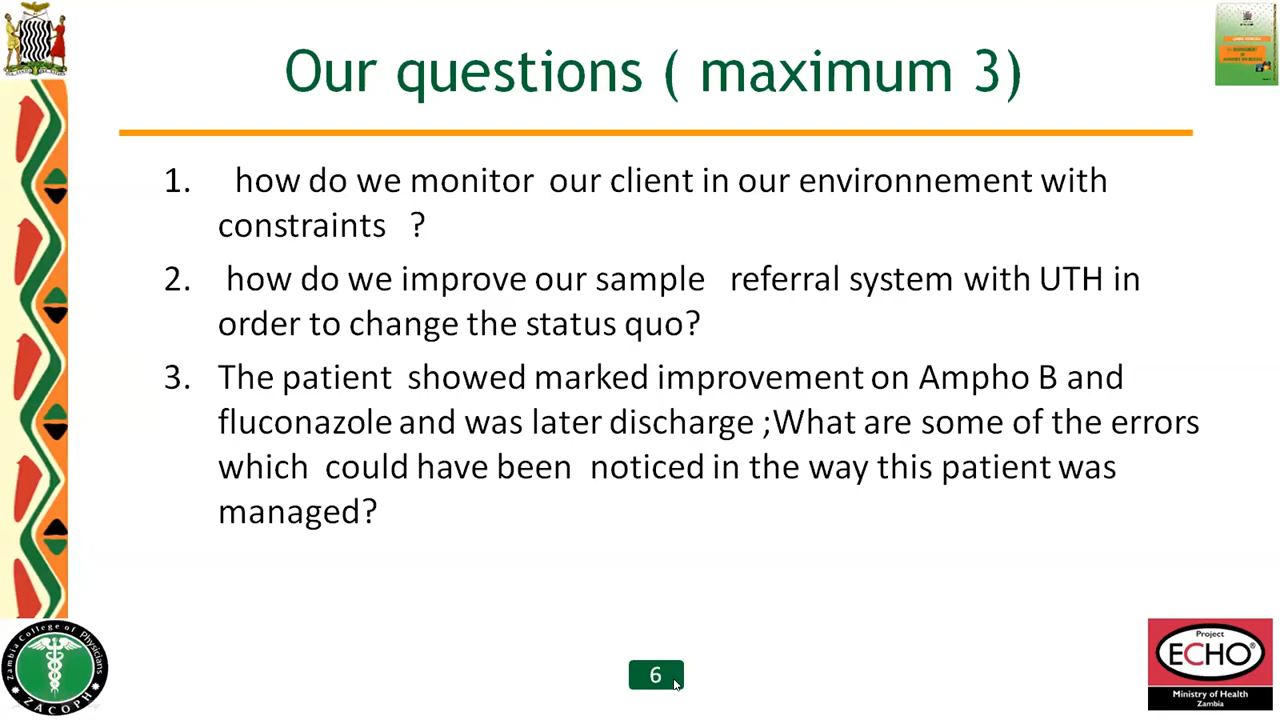 Our questions ( maximum 3)
1. how do we monitor our client in our environnement with
constraints ?
2. how do we improve our sample referral system with UTH in
order to change the status quo?
3. The patient showed marked improvement on Ampho B and
fluconazole and was later discharge ;What are some of the errors
which could have been noticed in the way this patient was
managed?
Zambia College of Physicians
ZACOPH
6
Project
ECHO®
Ministry of Health
Zambia